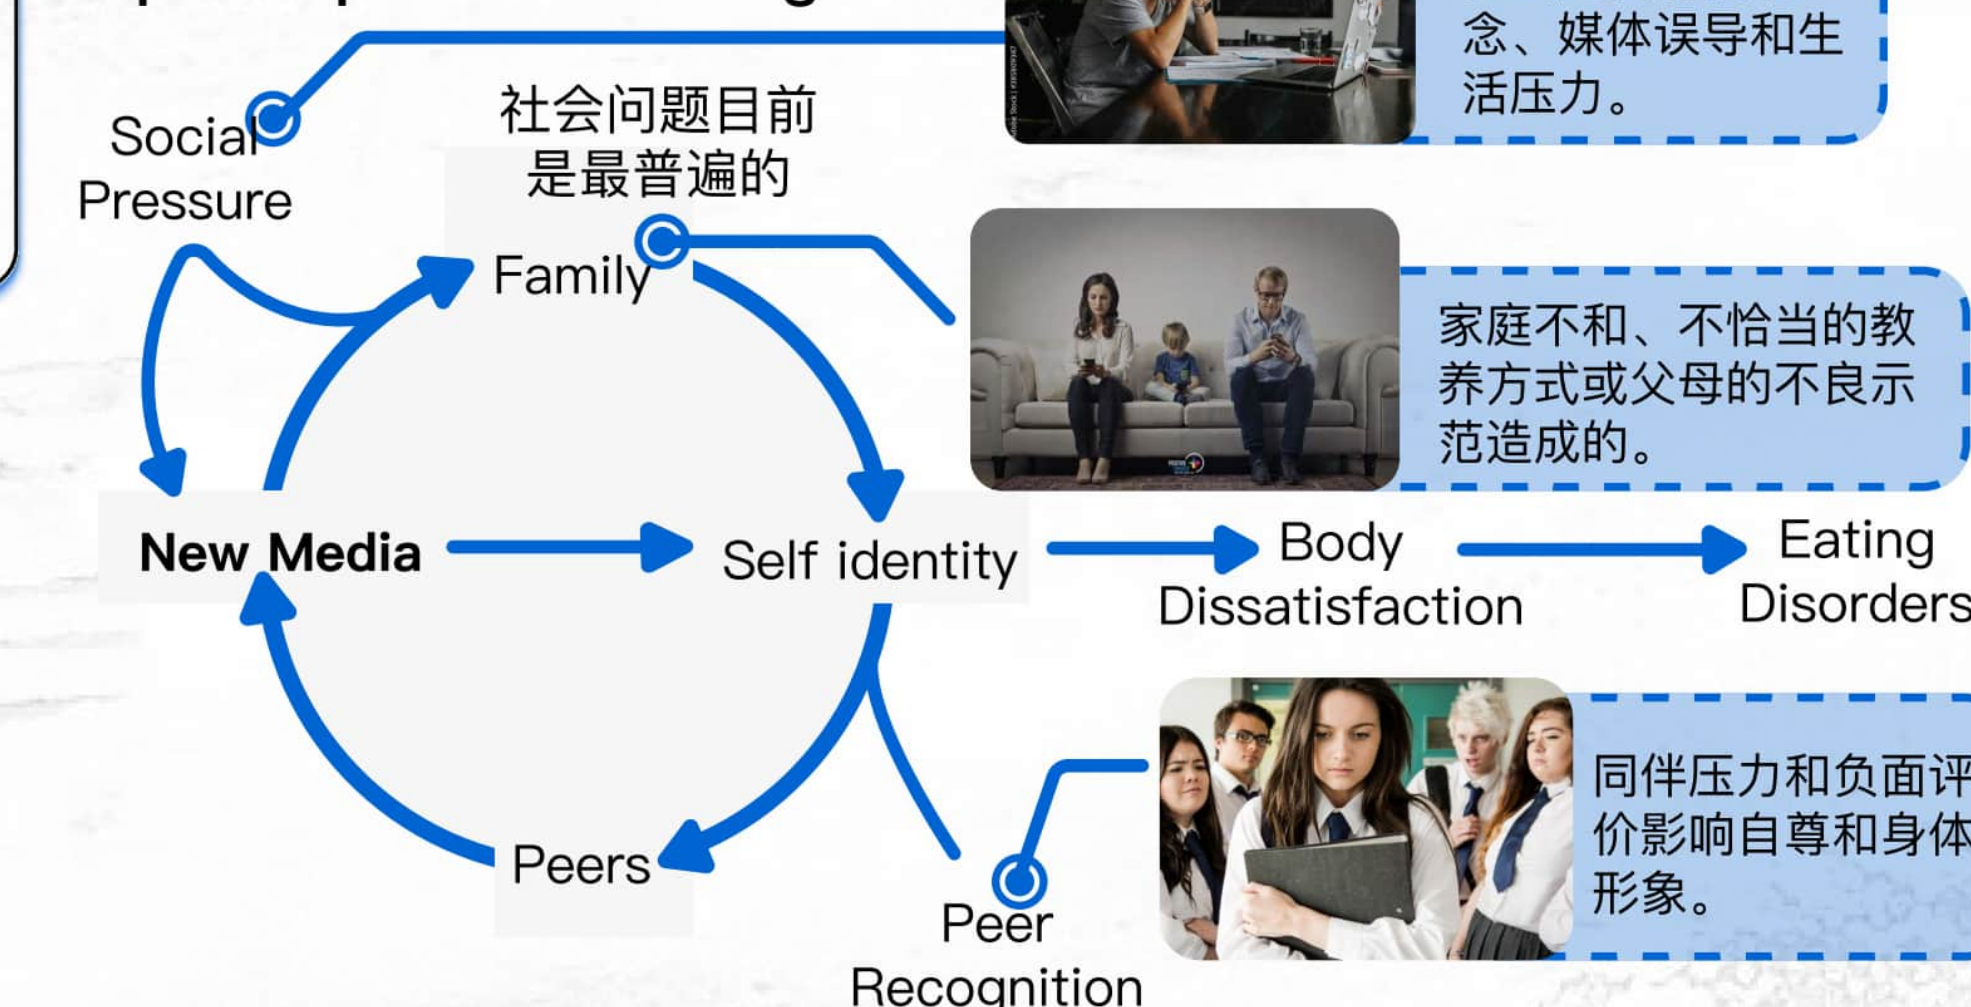 念、媒体误导和生
活压力。
社会问题目前
是最普遍的
Social
Pressure
Family
家庭不和、不恰当的教
养方式或父母的不良示
范造成的。
New Media
Self identity
Body
Dissatisfaction
Eating
Disorders
同伴压力和负面评
价影响自尊和身体
形象。
Peers
Peer
Recognition